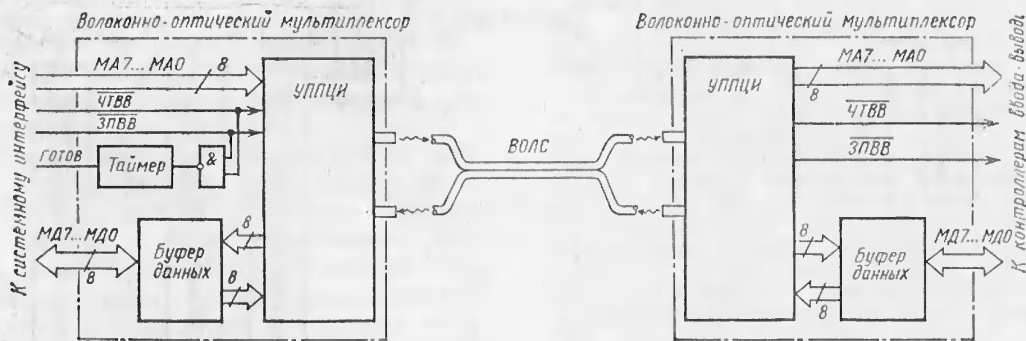 Волоконно-оптический мультиплексор
К системному интерфейсу
МА7...МА0
8
ЧТВВ
ЗПВВ
ГОТОВ
Таймер
&
УППЦИ
МД7...МД0
8
Буфер
данных
8
8
ВОЛС
Волоконно-оптический мультиплексор
УППЦИ
МА7...МА0
8
ЧТВВ
ЗПВВ
8
Буфер
данных
8
МД7...МД0
К контроллерам ввода-вывода